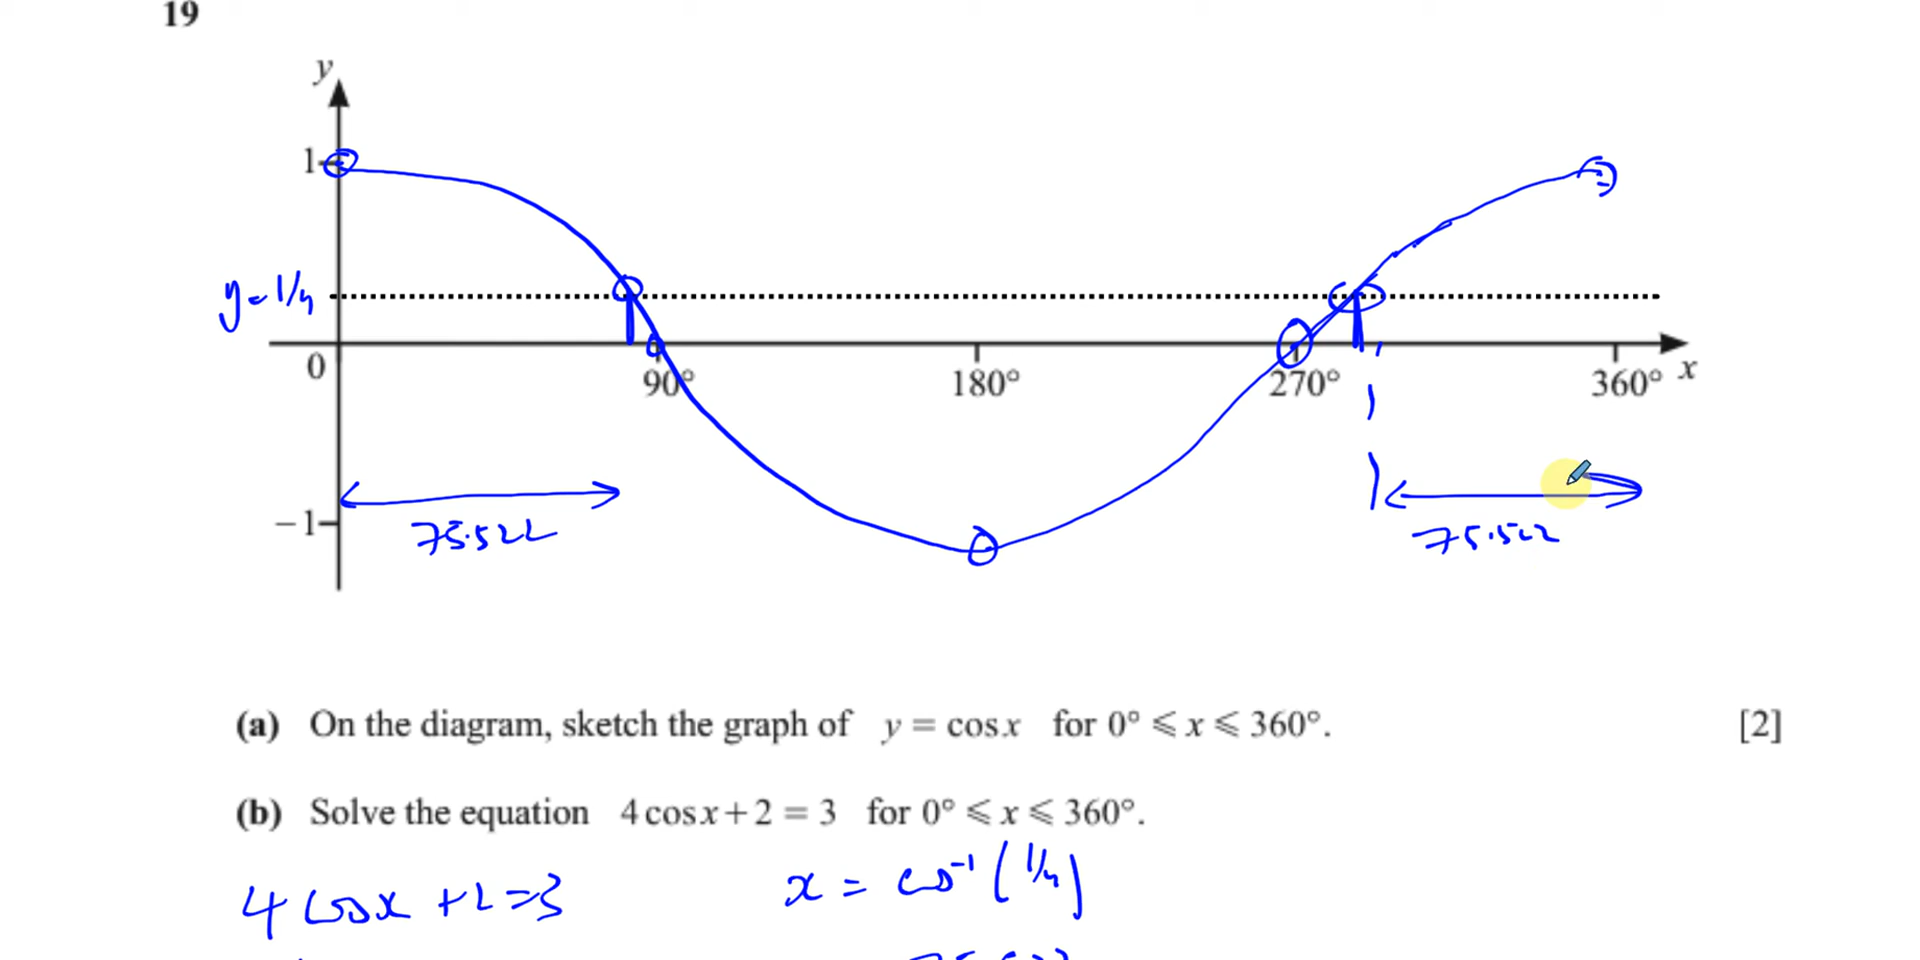 19
y
1
y = 1/4
0
90°
180°
270°
360°
x
75.522
−1
75.522
(a) On the diagram, sketch the graph of y = cos x for 0° ⩽ x ⩽ 360°. [2]
(b) Solve the equation 4 cos x + 2 = 3 for 0° ⩽ x ⩽ 360°.
4 cos x + 2 = 3
x = cos⁻¹ (1/4)